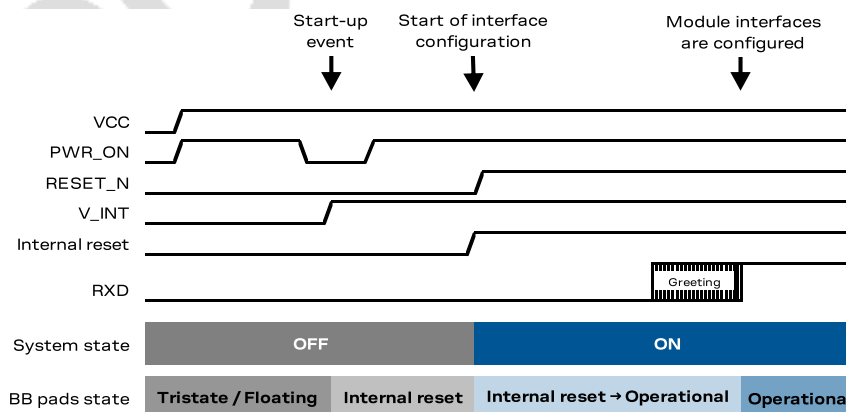 Start-up
event
Start of interface
configuration
Module interfaces
are configured
VCC
PWR_ON
RESET_N
V_INT
Internal reset
RXD
Greeting
System state
OFF
ON
BB pads state
Tristate / Floating
Internal reset
Internal reset → Operational
Operationa